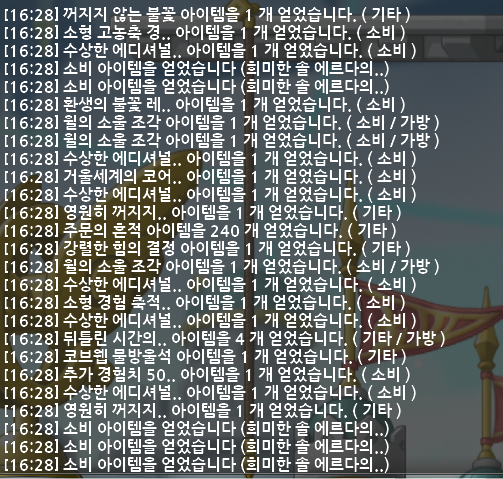 [16:28] 꺼지지 않는 불꽃 아이템을 1 개 얻었습니다. ( 기타 )
[16:28] 소형 고농축 경.. 아이템을 1 개 얻었습니다. ( 소비 )
[16:28] 수상한 에디셔널.. 아이템을 1 개 얻었습니다. ( 소비 )
[16:28] 소비 아이템을 얻었습니다 (희미한 솔 에르다의..)
[16:28] 소비 아이템을 얻었습니다 (희미한 솔 에르다의..)
[16:28] 환생의 불꽃 레.. 아이템을 1 개 얻었습니다. ( 소비 )
[16:28] 윌의 소울 조각 아이템을 1 개 얻었습니다. ( 소비 / 가방 )
[16:28] 윌의 소울 조각 아이템을 1 개 얻었습니다. ( 소비 / 가방 )
[16:28] 수상한 에디셔널.. 아이템을 1 개 얻었습니다. ( 소비 )
[16:28] 거울세계의 코어.. 아이템을 1 개 얻었습니다. ( 소비 )
[16:28] 수상한 에디셔널.. 아이템을 1 개 얻었습니다. ( 소비 )
[16:28] 영원히 꺼지지.. 아이템을 1 개 얻었습니다. ( 기타 )
[16:28] 주문의 흔적 아이템을 240 개 얻었습니다. ( 기타 )
[16:28] 강렬한 힘의 결정 아이템을 1 개 얻었습니다. ( 기타 )
[16:28] 윌의 소울 조각 아이템을 1 개 얻었습니다. ( 소비 / 가방 )
[16:28] 수상한 에디셔널.. 아이템을 1 개 얻었습니다. ( 소비 )
[16:28] 소형 경험 축적.. 아이템을 1 개 얻었습니다. ( 소비 )
[16:28] 수상한 에디셔널.. 아이템을 1 개 얻었습니다. ( 소비 )
[16:28] 뒤틀린 시간의.. 아이템을 4 개 얻었습니다. ( 기타 / 가방 )
[16:28] 코브웹 물방울석 아이템을 1 개 얻었습니다. ( 기타 )
[16:28] 추가 경험치 50.. 아이템을 1 개 얻었습니다. ( 소비 )
[16:28] 수상한 에디셔널.. 아이템을 1 개 얻었습니다. ( 소비 )
[16:28] 영원히 꺼지지.. 아이템을 1 개 얻었습니다. ( 기타 )
[16:28] 소비 아이템을 얻었습니다 (희미한 솔 에르다의..)
[16:28] 소비 아이템을 얻었습니다 (희미한 솔 에르다의..)
[16:28] 소비 아이템을 얻었습니다 (희미한 솔 에르다의..)